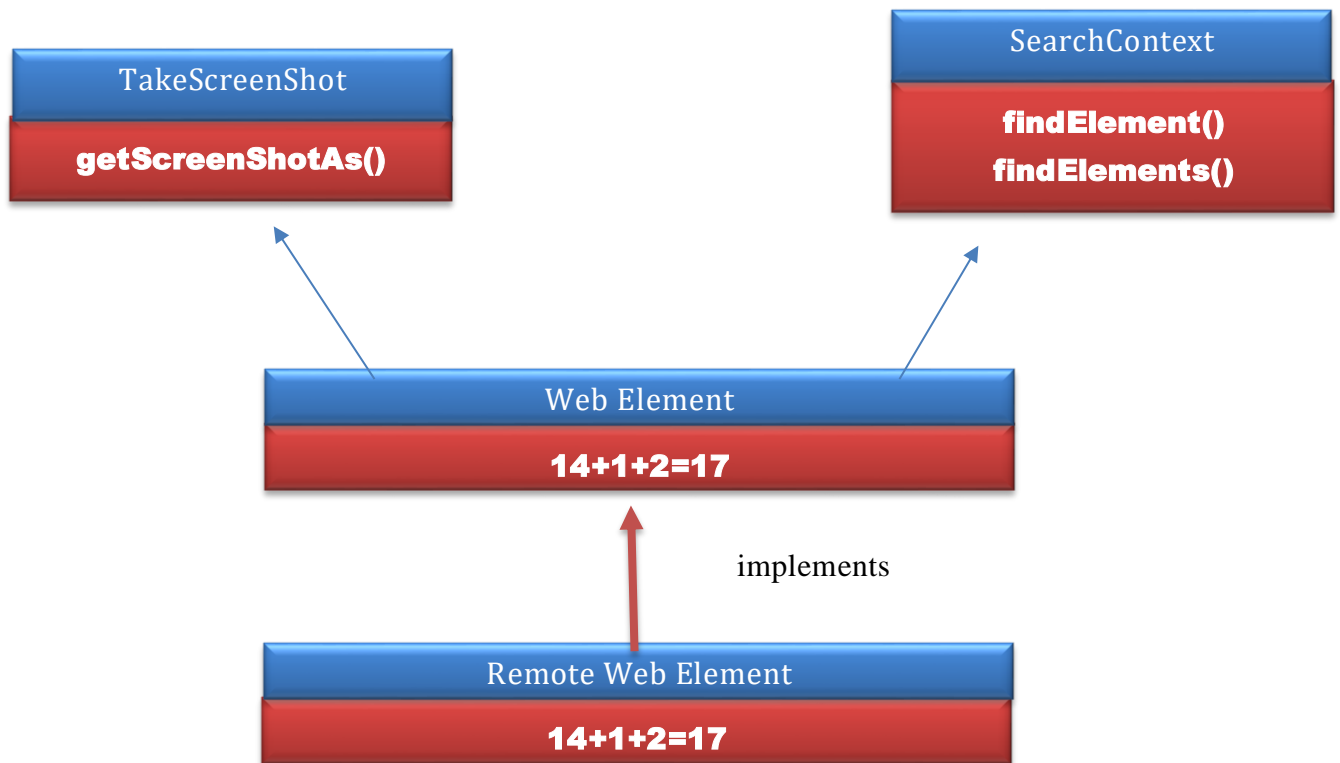 TakeScreenShot
getScreenShotAs()
SearchContext
findElement()
findElements()
Web Element
14+1+2=17
implements
Remote Web Element
14+1+2=17